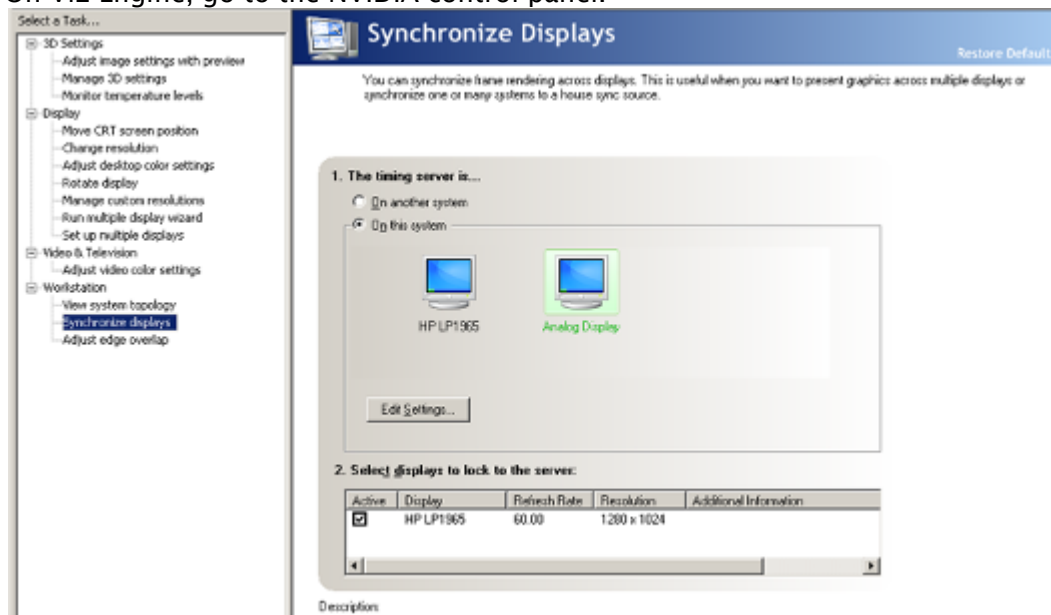 On Viz Engine, go to the NVIDIA control panel.
Select a Task...
3D Settings
Adjust image settings with preview
Manage 3D settings
Monitor temperature levels
Display
Move CRT screen position
Change resolution
Adjust desktop color settings
Rotate display
Manage custom resolutions
Run multiple display wizard
Set up multiple displays
Video & Television
Adjust video color settings
Workstation
View system topology
Synchronize displays
Adjust edge overlap
Synchronize Displays
Restore Default
You can synchronize frame rendering across displays. This is useful when you want to present graphics across multiple displays or
synchronize one or many systems to a house sync source.
1. The timing server is....
On another system
On this system
HP LP1965 Analog Display
Edit Settings...
2. Select displays to lock to the server:
Active Display Refresh Rate Resolution Additional Information
HP LP1965 60.00 1280 x 1024
Description: